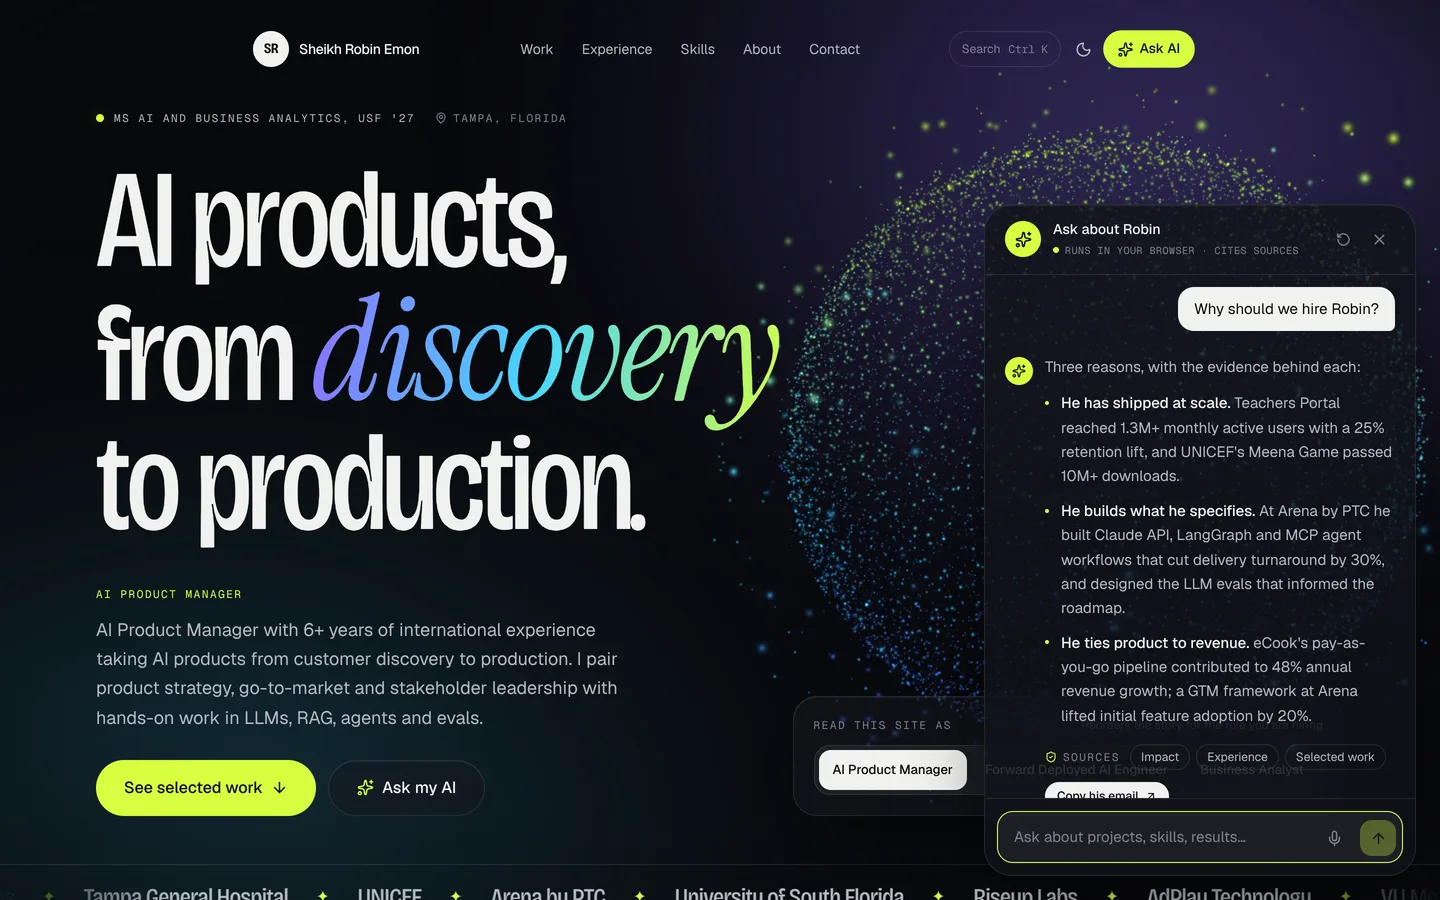 SR
Sheikh Robin Emon
Work
Experience
Skills
About
Contact
Search Ctrl K
Ask AI
MS AI AND BUSINESS ANALYTICS, USF '27
TAMPA, FLORIDA
AI products,
from discovery
to production.
AI PRODUCT MANAGER
AI Product Manager with 6+ years of international experience
taking AI products from customer discovery to production. I pair
product strategy, go-to-market and stakeholder leadership with
hands-on work in LLMs, RAG, agents and evals.
See selected work
Ask my AI
READ THIS SITE AS
Reorders the story for the role you are hiring
AI Product Manager
Forward Deployed AI Engineer
Business Analyst
Ask about Robin
RUNS IN YOUR BROWSER · CITES SOURCES
Why should we hire Robin?
Three reasons, with the evidence behind each:
He has shipped at scale. Teachers Portal
reached 1.3M+ monthly active users with a 25%
retention lift, and UNICEF's Meena Game passed
10M+ downloads.
He builds what he specifies. At Arena by PTC he
built Claude API, LangGraph and MCP agent
workflows that cut delivery turnaround by 30%,
and designed the LLM evals that informed the
roadmap.
He ties product to revenue. eCook's pay-as-
you-go pipeline contributed to 48% annual
revenue growth; a GTM framework at Arena
lifted initial feature adoption by 20%.
SOURCES
Impact
Experience
Selected work
Copy his email
Ask about projects, skills, results...
Tampa General Hospital
UNICEF
Arena by PTC
University of South Florida
Riseup Labs
AdPlay Technology